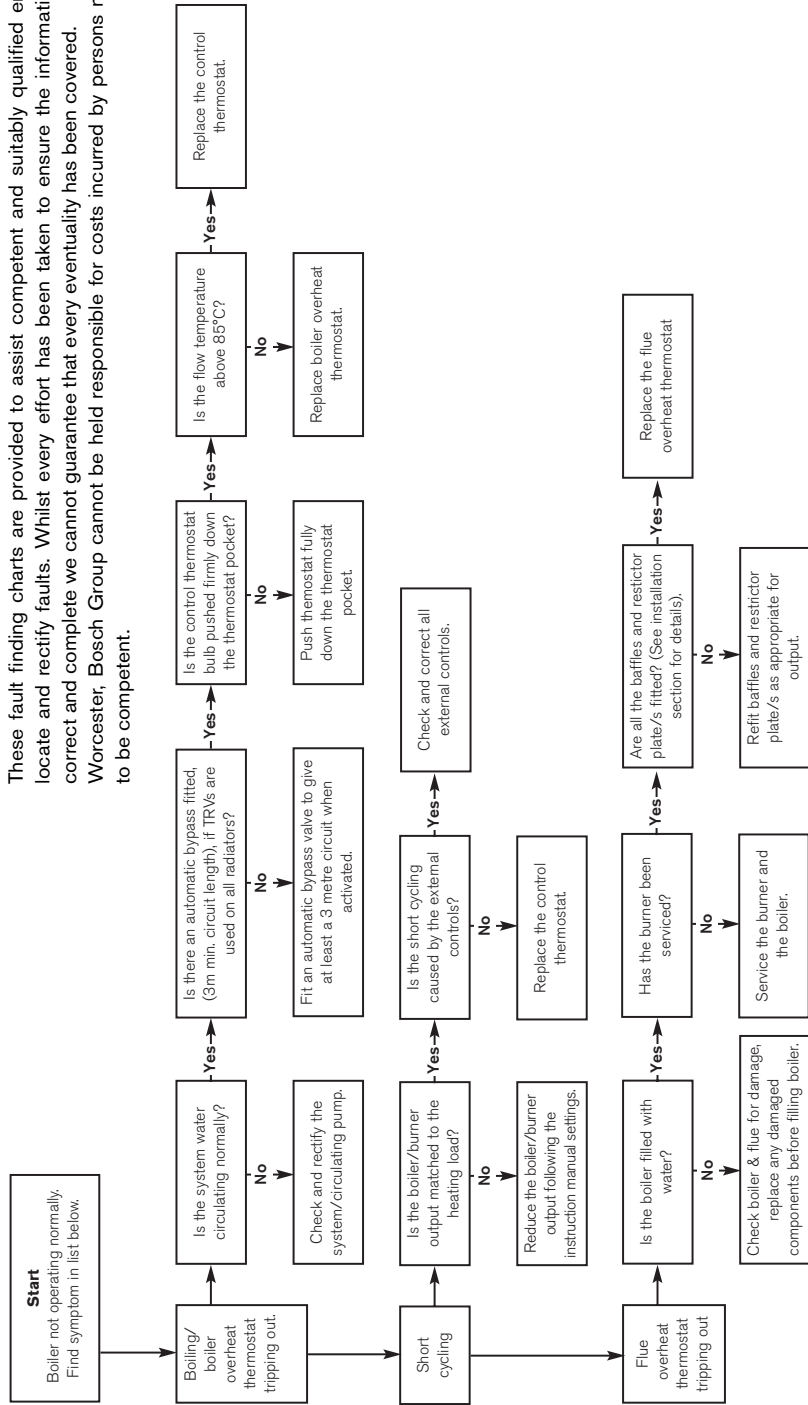 These fault finding charts are provided to assist competent and suitably qualified
locate and rectify faults. Whilst every effort has been taken to ensure the
correct and complete we cannot guarantee that every eventuality has been covered.
Worcester, Bosch Group cannot be held responsible for costs incurred by persons
to be competent.
Start
Boiler not operating normally.
Find symptom in list below.
Boiling/
boiler
overheat
thermostat
tripping out.
Is the system water
circulating normally?
Yes
No
Check and rectify the
system/circulating pump.
Is there an automatic bypass fitted,
(3m min. circuit length), if TRVs are
used on all radiators?
Yes
No
Fit an automatic bypass valve to give
at least a 3 metre circuit when
activated.
Is the control thermostat
bulb pushed firmly down
the thermostat pocket?
Yes
No
Push themostat fully
down the thermostat
pocket.
Is the flow temperature
above 85°C?
Yes
No
Replace boiler overheat
thermostat.
Replace the control
thermostat.
Short
cycling
Is the boiler/burner
output matched to the
heating load?
Yes
No
Reduce the boiler/burner
output following the
instruction manual settings.
Is the short cycling
caused by the external
controls?
Yes
No
Replace the control
thermostat.
Check and correct all
external controls.
Flue
overheat
thermostat
tripping out
Is the boiler filled with
water?
Yes
No
Check boiler & flue for damage,
replace any damaged
components before filling boiler.
Has the burner been
serviced?
Yes
No
Service the burner and
the boiler.
Are all the baffles and restictor
plate/s fitted? (See installation
section for details).
Yes
No
Refit baffles and restrictor
plate/s as appropriate for
output.
Replace the flue
overheat thermostat